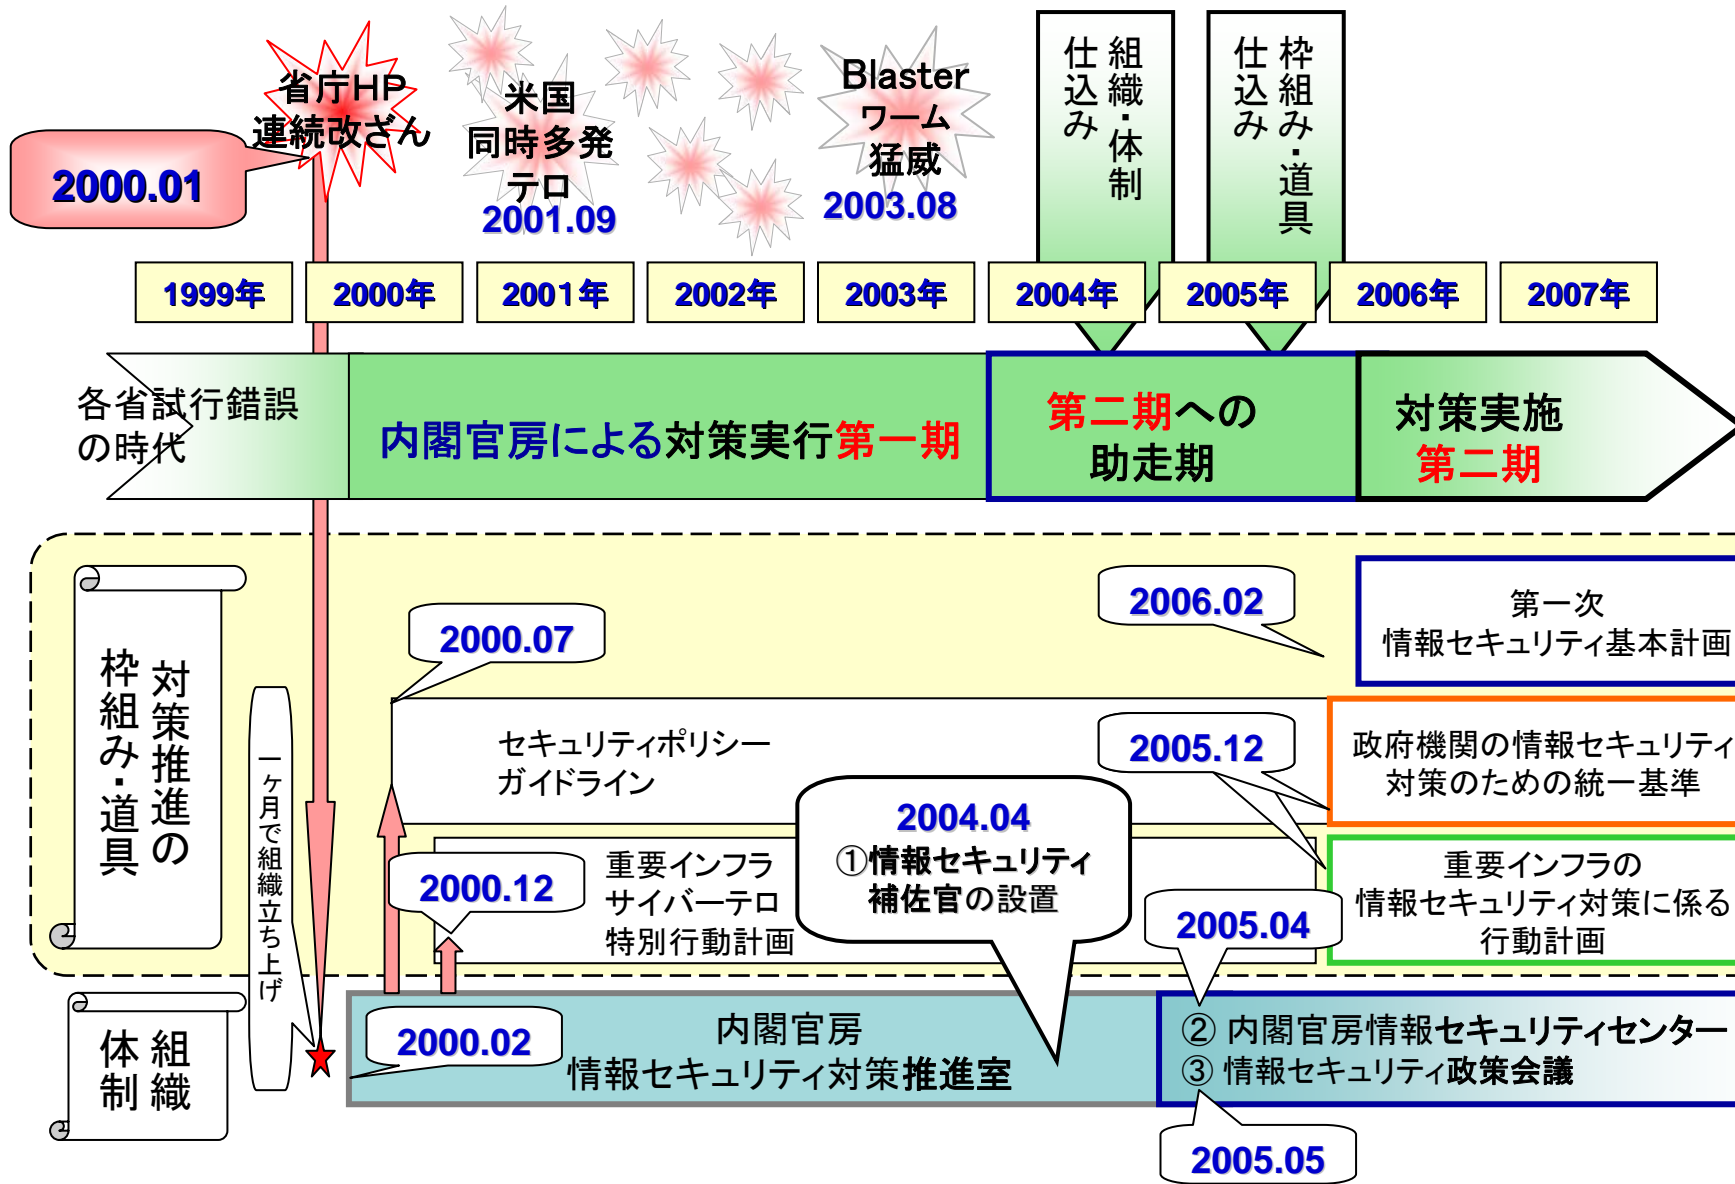 省庁HP
連続改ざん
2000.01
米国
同時多発
テロ
2001.09
Blaster
ワーム
猛威
2003.08
組織・体制
仕込み
枠組み・道具
仕込み
1999年
2000年
2001年
2002年
2003年
2004年
2005年
2006年
2007年
各省試行錯誤
の時代
内閣官房による対策実行第一期
第二期への
助走期
対策実施
第二期
対策推進の
枠組み・道具
2000.07
2006.02
第一次
情報セキュリティ基本計画
一ヶ月で組織立ち上げ
セキュリティポリシー
ガイドライン
2005.12
政府機関の情報セキュリティ
対策のための統一基準
2000.12
重要インフラ
サイバーテロ
特別行動計画
2004.04
①情報セキュリティ
補佐官の設置
2005.04
重要インフラの
情報セキュリティ対策に係る
行動計画
組織
体制
2000.02
内閣官房
情報セキュリティ対策推進室
② 内閣官房情報セキュリティセンター
③ 情報セキュリティ政策会議
2005.05